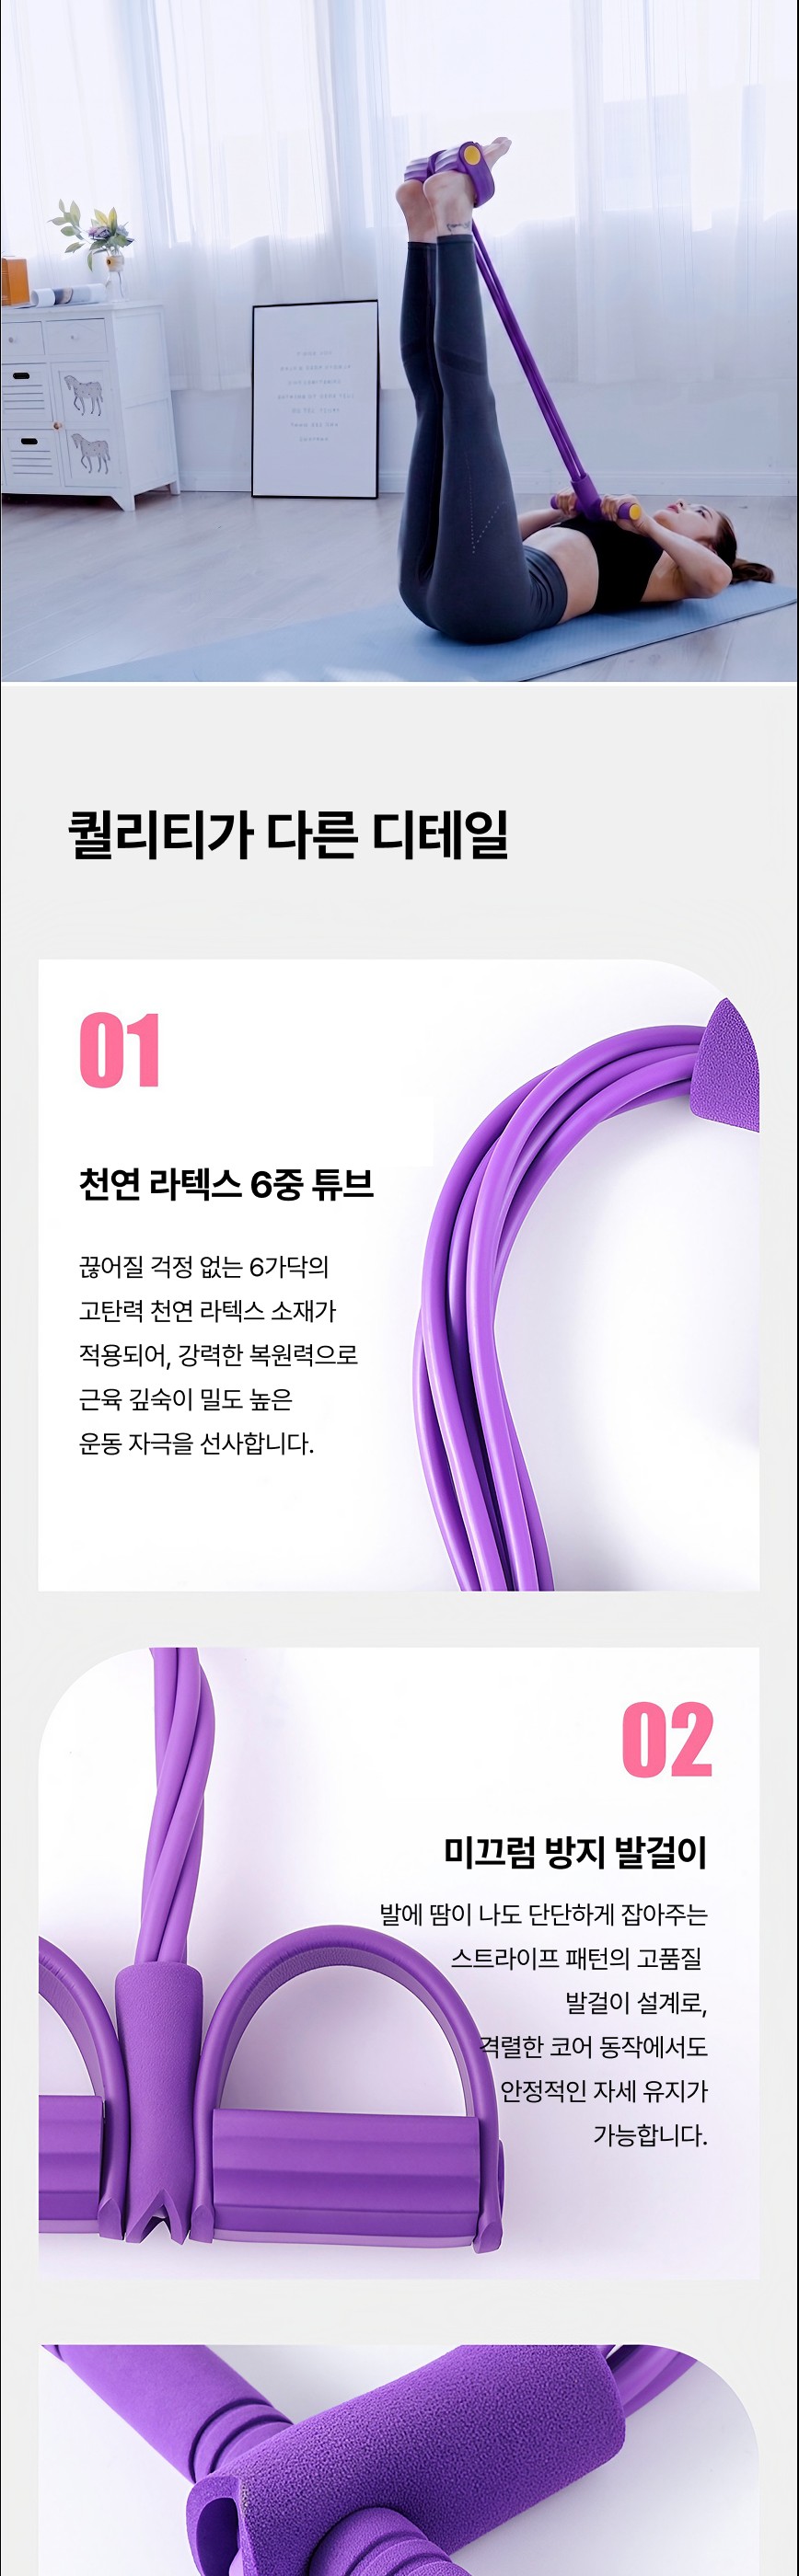 퀄리티가 다른 디테일
01
천연 라텍스 6중 튜브
끊어질 걱정 없는 6가닥의
고탄력 천연 라텍스 소재가
적용되어, 강력한 복원력으로
근육 깊숙이 밀도 높은
운동 자극을 선사합니다.
02
미끄럼 방지 발걸이
발에 땀이 나도 단단하게 잡아주는
스트라이프 패턴의 고품질
발걸이 설계로,
격렬한 코어 동작에서도
안정적인 자세 유지가
가능합니다.